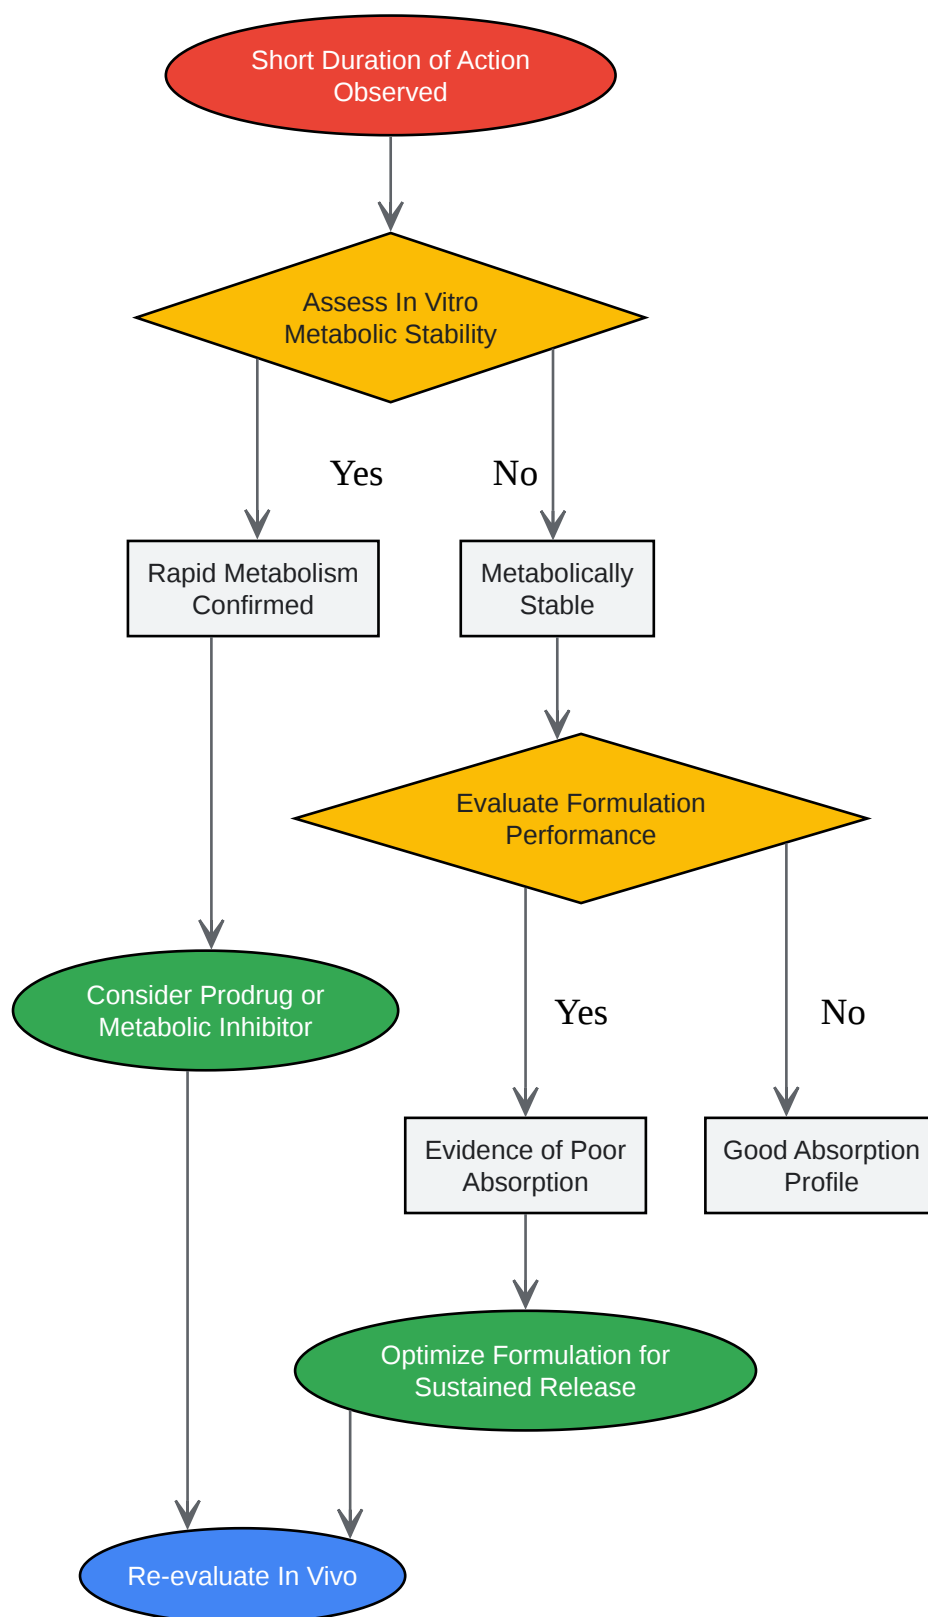 Short Duration of Action
Observed
Assess In Vitro
Metabolic Stability
Yes
No
Rapid Metabolism
Confirmed
Metabolically
Stable
Evaluate Formulation
Performance
Consider Prodrug or
Metabolic Inhibitor
Yes
No
Evidence of Poor
Absorption
Good Absorption
Profile
Optimize Formulation for
Sustained Release
Re-evaluate In Vivo